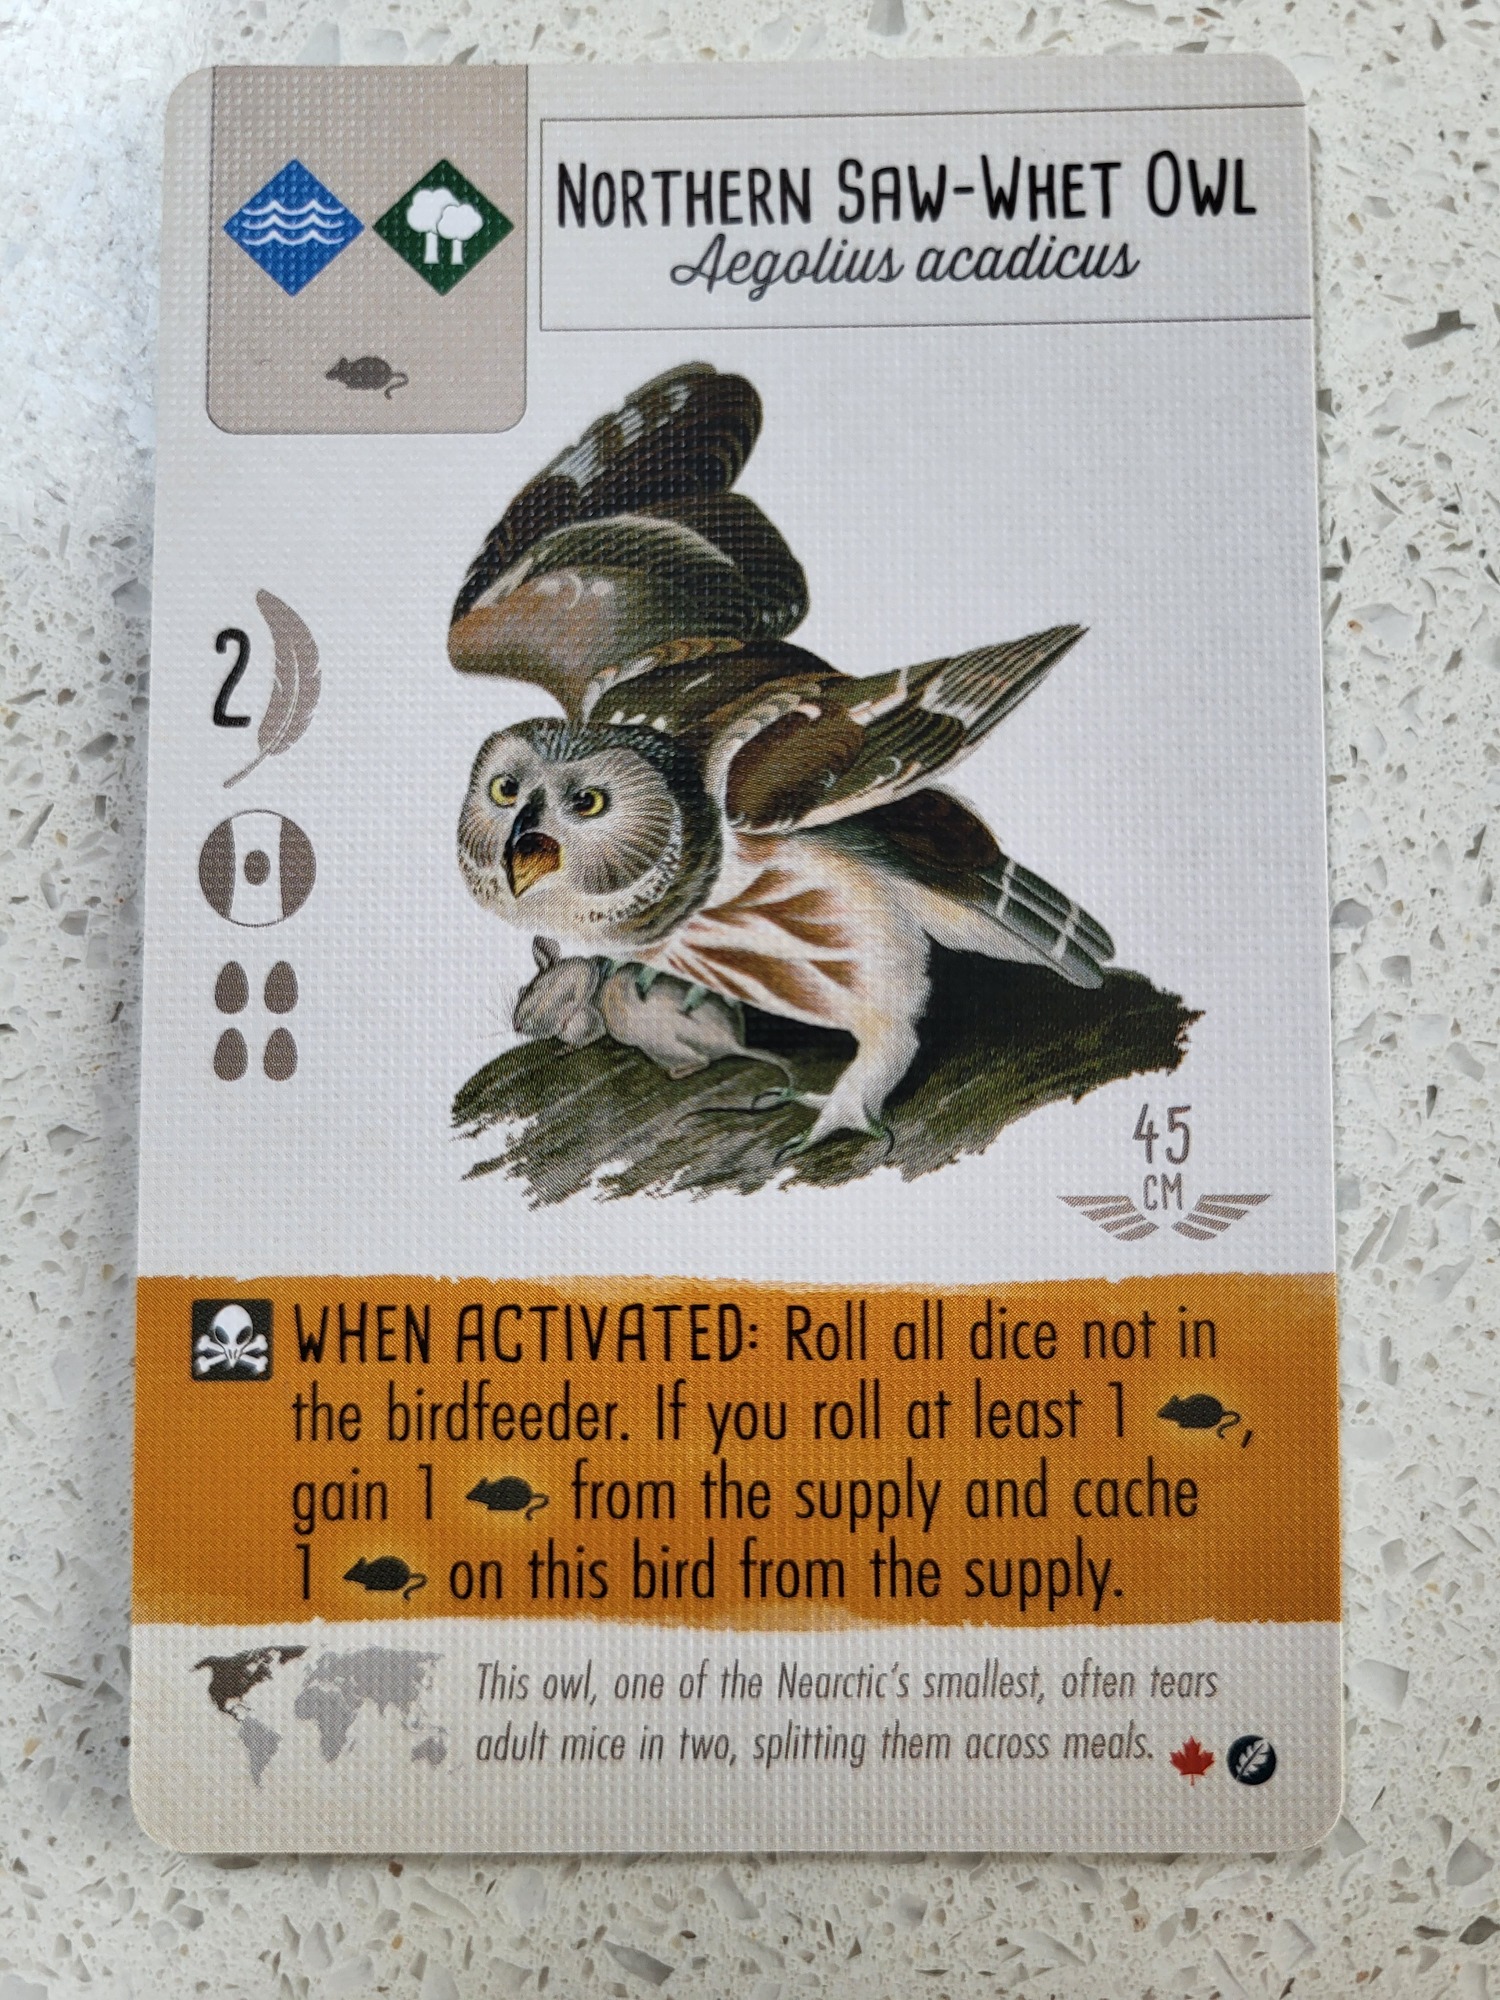 NORTHERN SAW-WHET OWL
Aegolius acadicus
2
45
CM
WHEN ACTIVATED: Roll all dice not in
the birdfeeder. If you roll at least 1 ,
gain 1 from the supply and cache
1 on this bird from the supply.
This owl, one of the Nearctic's smallest, often tears
adult mice in two, splitting them across meals.